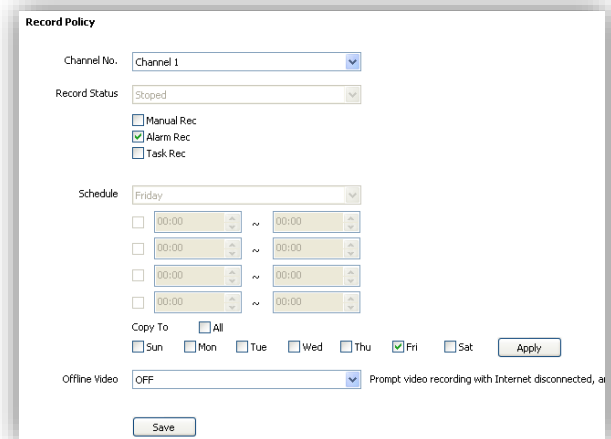 Record Policy
Channel No. Channel 1
Record Status Stoped
Manual Rec
Alarm Rec
Task Rec
Schedule Friday
00:00 ~ 00:00
00:00 ~ 00:00
00:00 ~ 00:00
00:00 ~ 00:00
Copy To All
Sun Mon Tue Wed Thu Fri Sat Apply
Offline Video OFF Prompt video recording with Internet disconnected,
Save